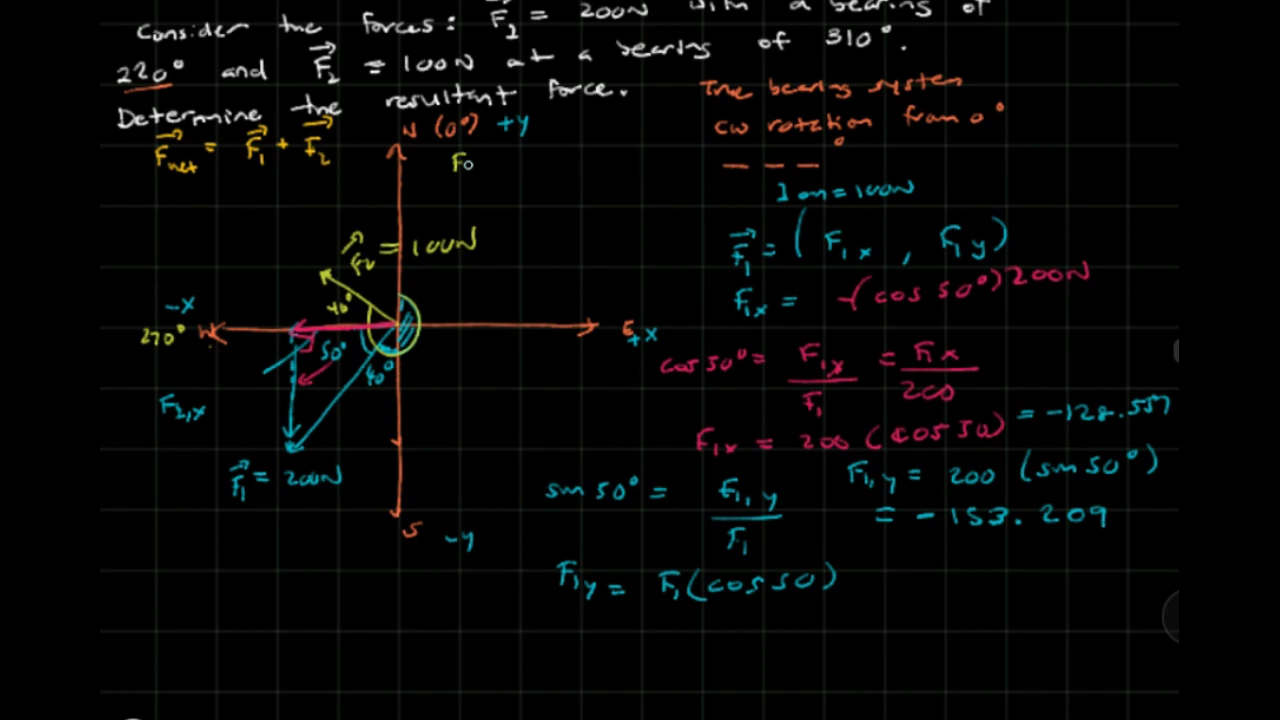 Consider the forces: F₂ = 200N with a bearing of
220° and F₂ = 100N at a bearing of 310°.
Determine the resultant force.
Fnet = F₁ + F₂
True bearing system
cw rotation from 0°
_ _ _ °
1 cm = 100N
N (0°) +y
F₂ = 100N
40°
-x
270° W
E +x
50°
40°
F₂,x
F₁ = 200N
S -y
F₁ = (F₁x , F₁y)
F₁x = -(cos 50°)200N
cos 50° = F₁,x / F₁ = F₁x / 200
F₁x = 200 (cos 50) = -128.557
sin 50° = F₁,y / F₁
F₁,y = 200 (sin 50°)
= -153.209
F₁y = F₁(cos 50)